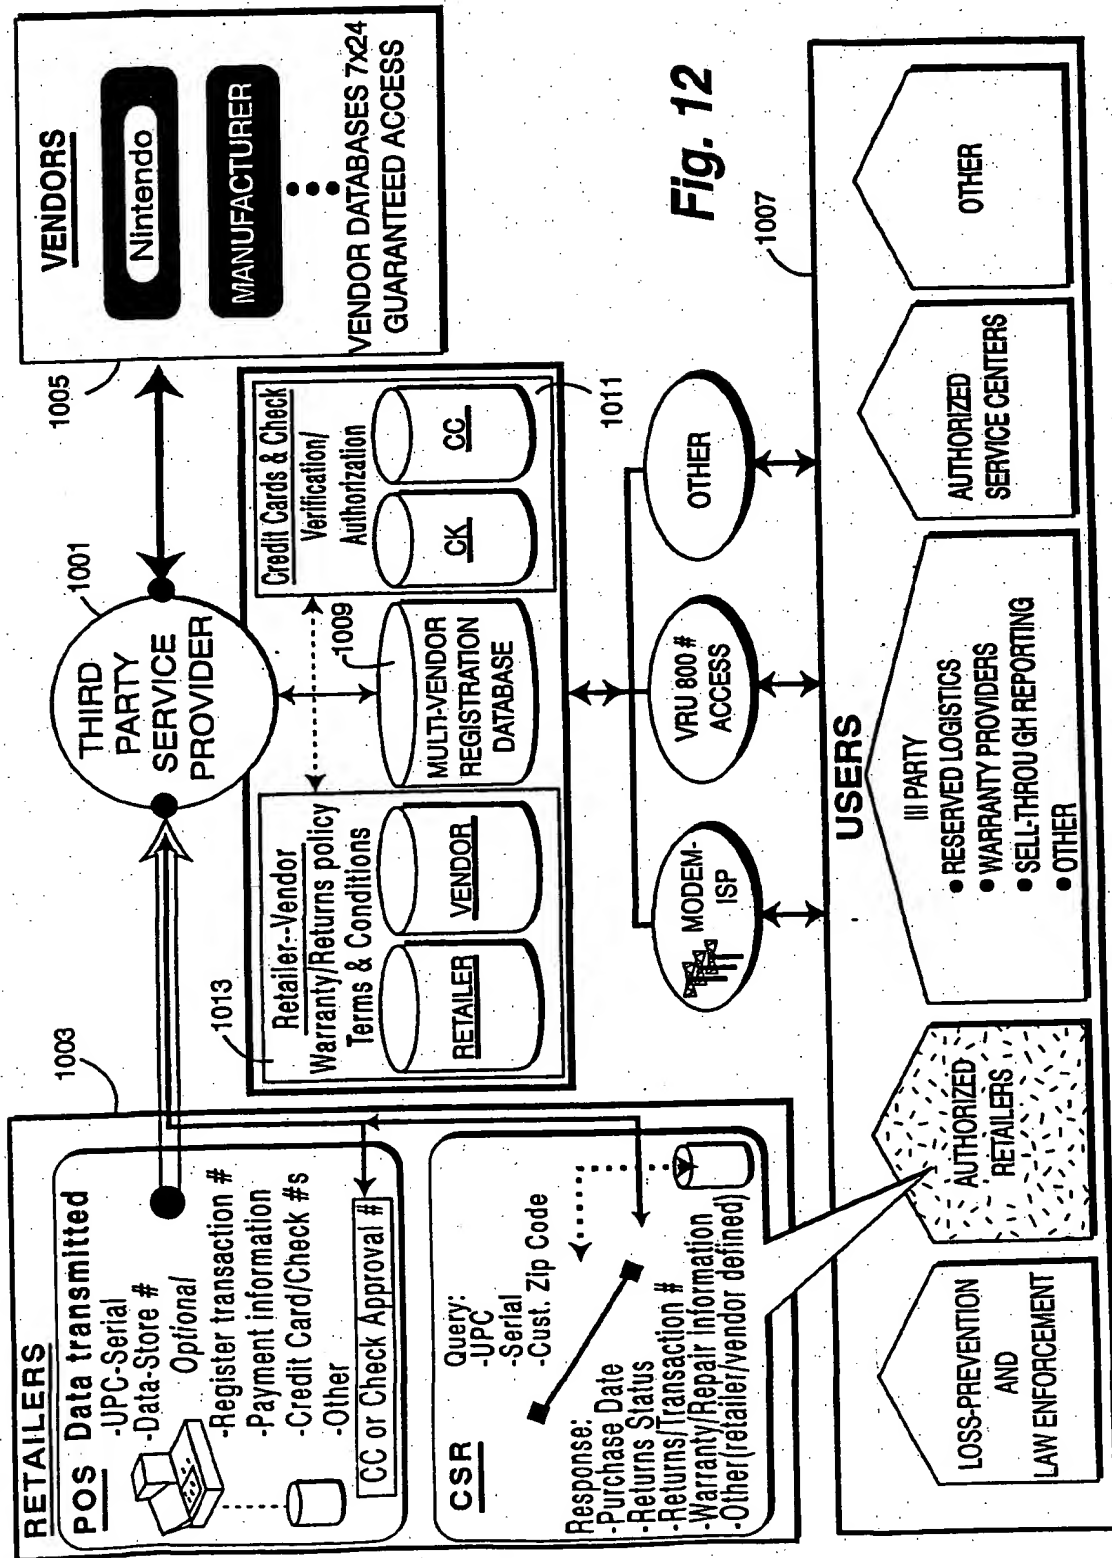 RETAILERS
POS Data transmitted
-UPC-Serial
-Data-Store #
Optional
-Register transaction #
-Payment information
-Credit Card/Check #s
-Other
CC or Check Approval #
CSR
Query:
-UPC
-Serial
-Cust. Zip Code
Response:
-Purchase Date
-Returns Status
-Returns/Transaction #
-Warranty/Repair Information
-Other(retailer/vendor defined)
1003
THIRD
PARTY
SERVICE
PROVIDER
1001
1013
Retailer--Vendor
Warranty/Returns policy
Terms & Conditions
RETAILER
VENDOR
1009
MULTI-VENDOR
REGISTRATION
DATABASE
Credit Cards & Check
Verification/
Authorization
CK
CC
1011
1005
VENDORS
Nintendo
MANUFACTURER
VENDOR DATABASES 7x24
GUARANTEED ACCESS
MODEM-
ISP
VRU 800 #
ACCESS
OTHER
Fig. 12
1007
USERS
LOSS-PREVENTION
AND
LAW ENFORCEMENT
AUTHORIZED
RETAILERS
III PARTY
• RESERVED LOGISTICS
• WARRANTY PROVIDERS
• SELL-THROUGH REPORTING
• OTHER
AUTHORIZED
SERVICE CENTERS
OTHER